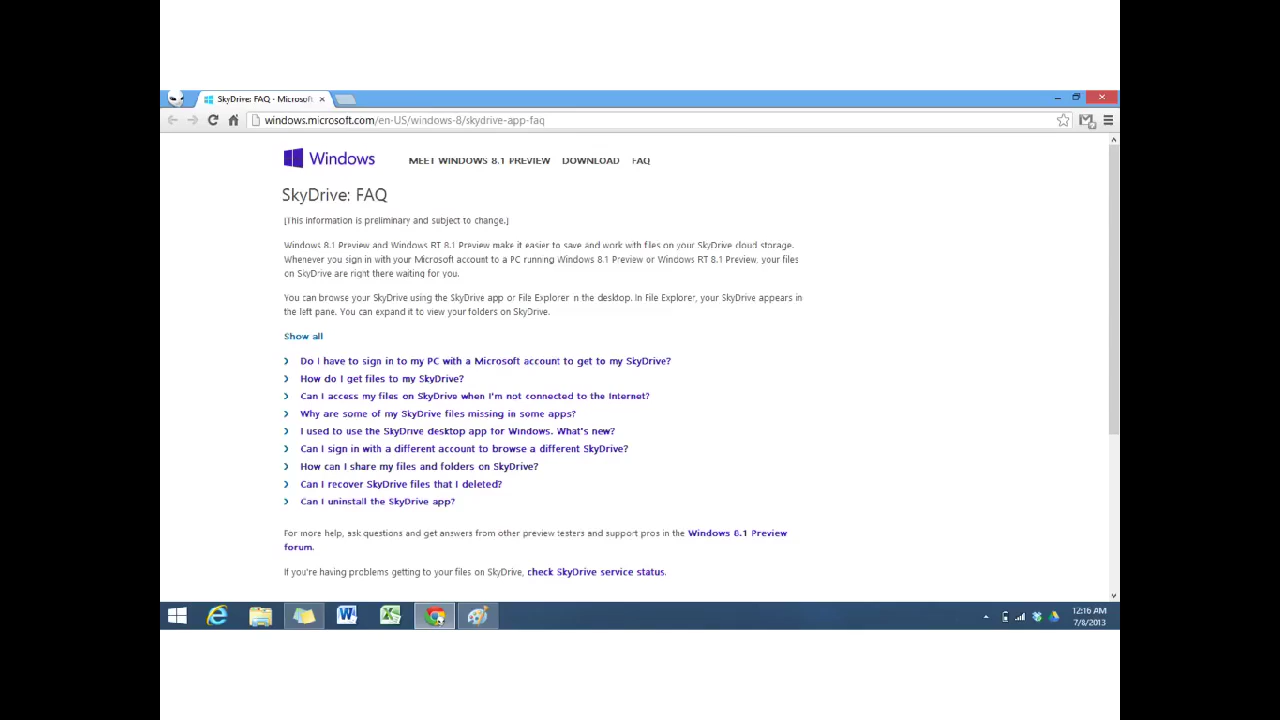 SkyDrive: FAQ - Microsoft
windows.microsoft.com/en-US/windows-8/skydrive-app-faq
Windows
MEET WINDOWS 8.1 PREVIEW DOWNLOAD FAQ
SkyDrive: FAQ
[This information is preliminary and subject to change.]
Windows 8.1 Preview and Windows RT 8.1 Preview make it easier to save and work with files on your SkyDrive cloud storage.
Whenever you sign in with your Microsoft account to a PC running Windows 8.1 Preview or Windows RT 8.1 Preview, your files
on SkyDrive are right there waiting for you.
You can browse your SkyDrive using the SkyDrive app or File Explorer in the desktop. In File Explorer, your SkyDrive appears in
the left pane. You can expand it to view your folders on SkyDrive.
Show all
Do I have to sign in to my PC with a Microsoft account to get to my SkyDrive?
How do I get files to my SkyDrive?
Can I access my files on SkyDrive when I'm not connected to the Internet?
Why are some of my SkyDrive files missing in some apps?
I used to use the SkyDrive desktop app for Windows. What's new?
Can I sign in with a different account to browse a different SkyDrive?
How can I share my files and folders on SkyDrive?
Can I recover SkyDrive files that I deleted?
Can I uninstall the SkyDrive app?
For more help, ask questions and get answers from other preview testers and support pros in the Windows 8.1 Preview
forum.
If you're having problems getting to your files on SkyDrive, check SkyDrive service status.
12:16 AM
7/8/2013